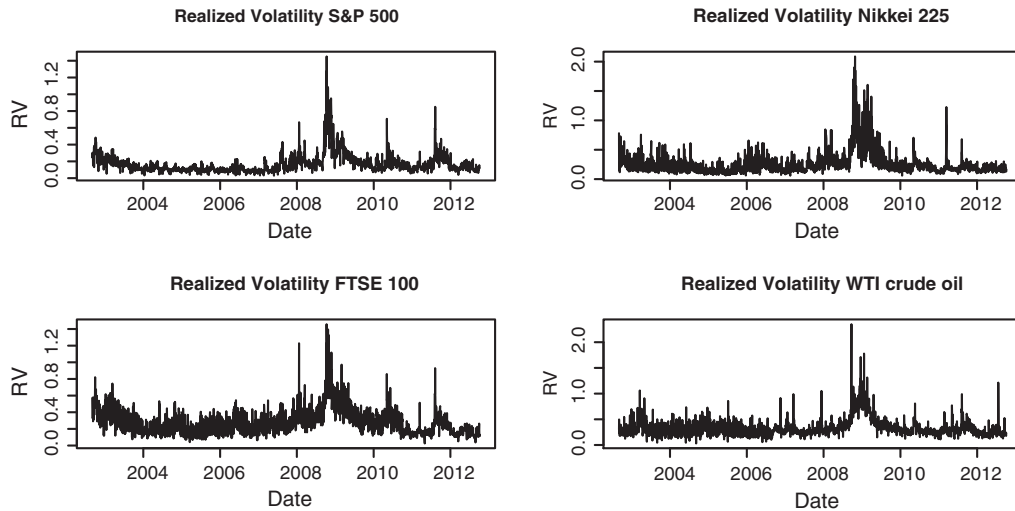 Realized Volatility S&P 500
RV
0.0 0.4 0.8 1.2
2004 2006 2008 2010 2012
Date
Realized Volatility Nikkei 225
RV
0.0 1.0 2.0
2004 2006 2008 2010 2012
Date
Realized Volatility FTSE 100
RV
0.0 0.4 0.8 1.2
2004 2006 2008 2010 2012
Date
Realized Volatility WTI crude oil
RV
0.0 1.0 2.0
2004 2006 2008 2010 2012
Date